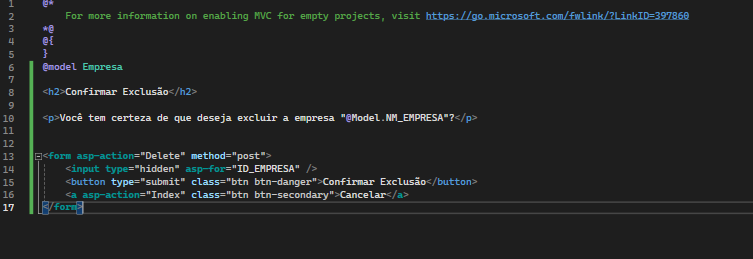 1 @*
2 For more information on enabling MVC for empty projects, visit https://go.microsoft.com/fwlink/?LinkID=397860
3 *@
4 @{
5 }
6 @model Empresa
7
8 <h2>Confirmar Exclusão</h2>
9
10 <p>Você tem certeza de que deseja excluir a empresa "@Model.NM_EMPRESA"?</p>
11
12
13 <form asp-action="Delete" method="post">
14 <input type="hidden" asp-for="ID_EMPRESA" />
15 <button type="submit" class="btn btn-danger">Confirmar Exclusão</button>
16 <a asp-action="Index" class="btn btn-secondary">Cancelar</a>
17 </form>